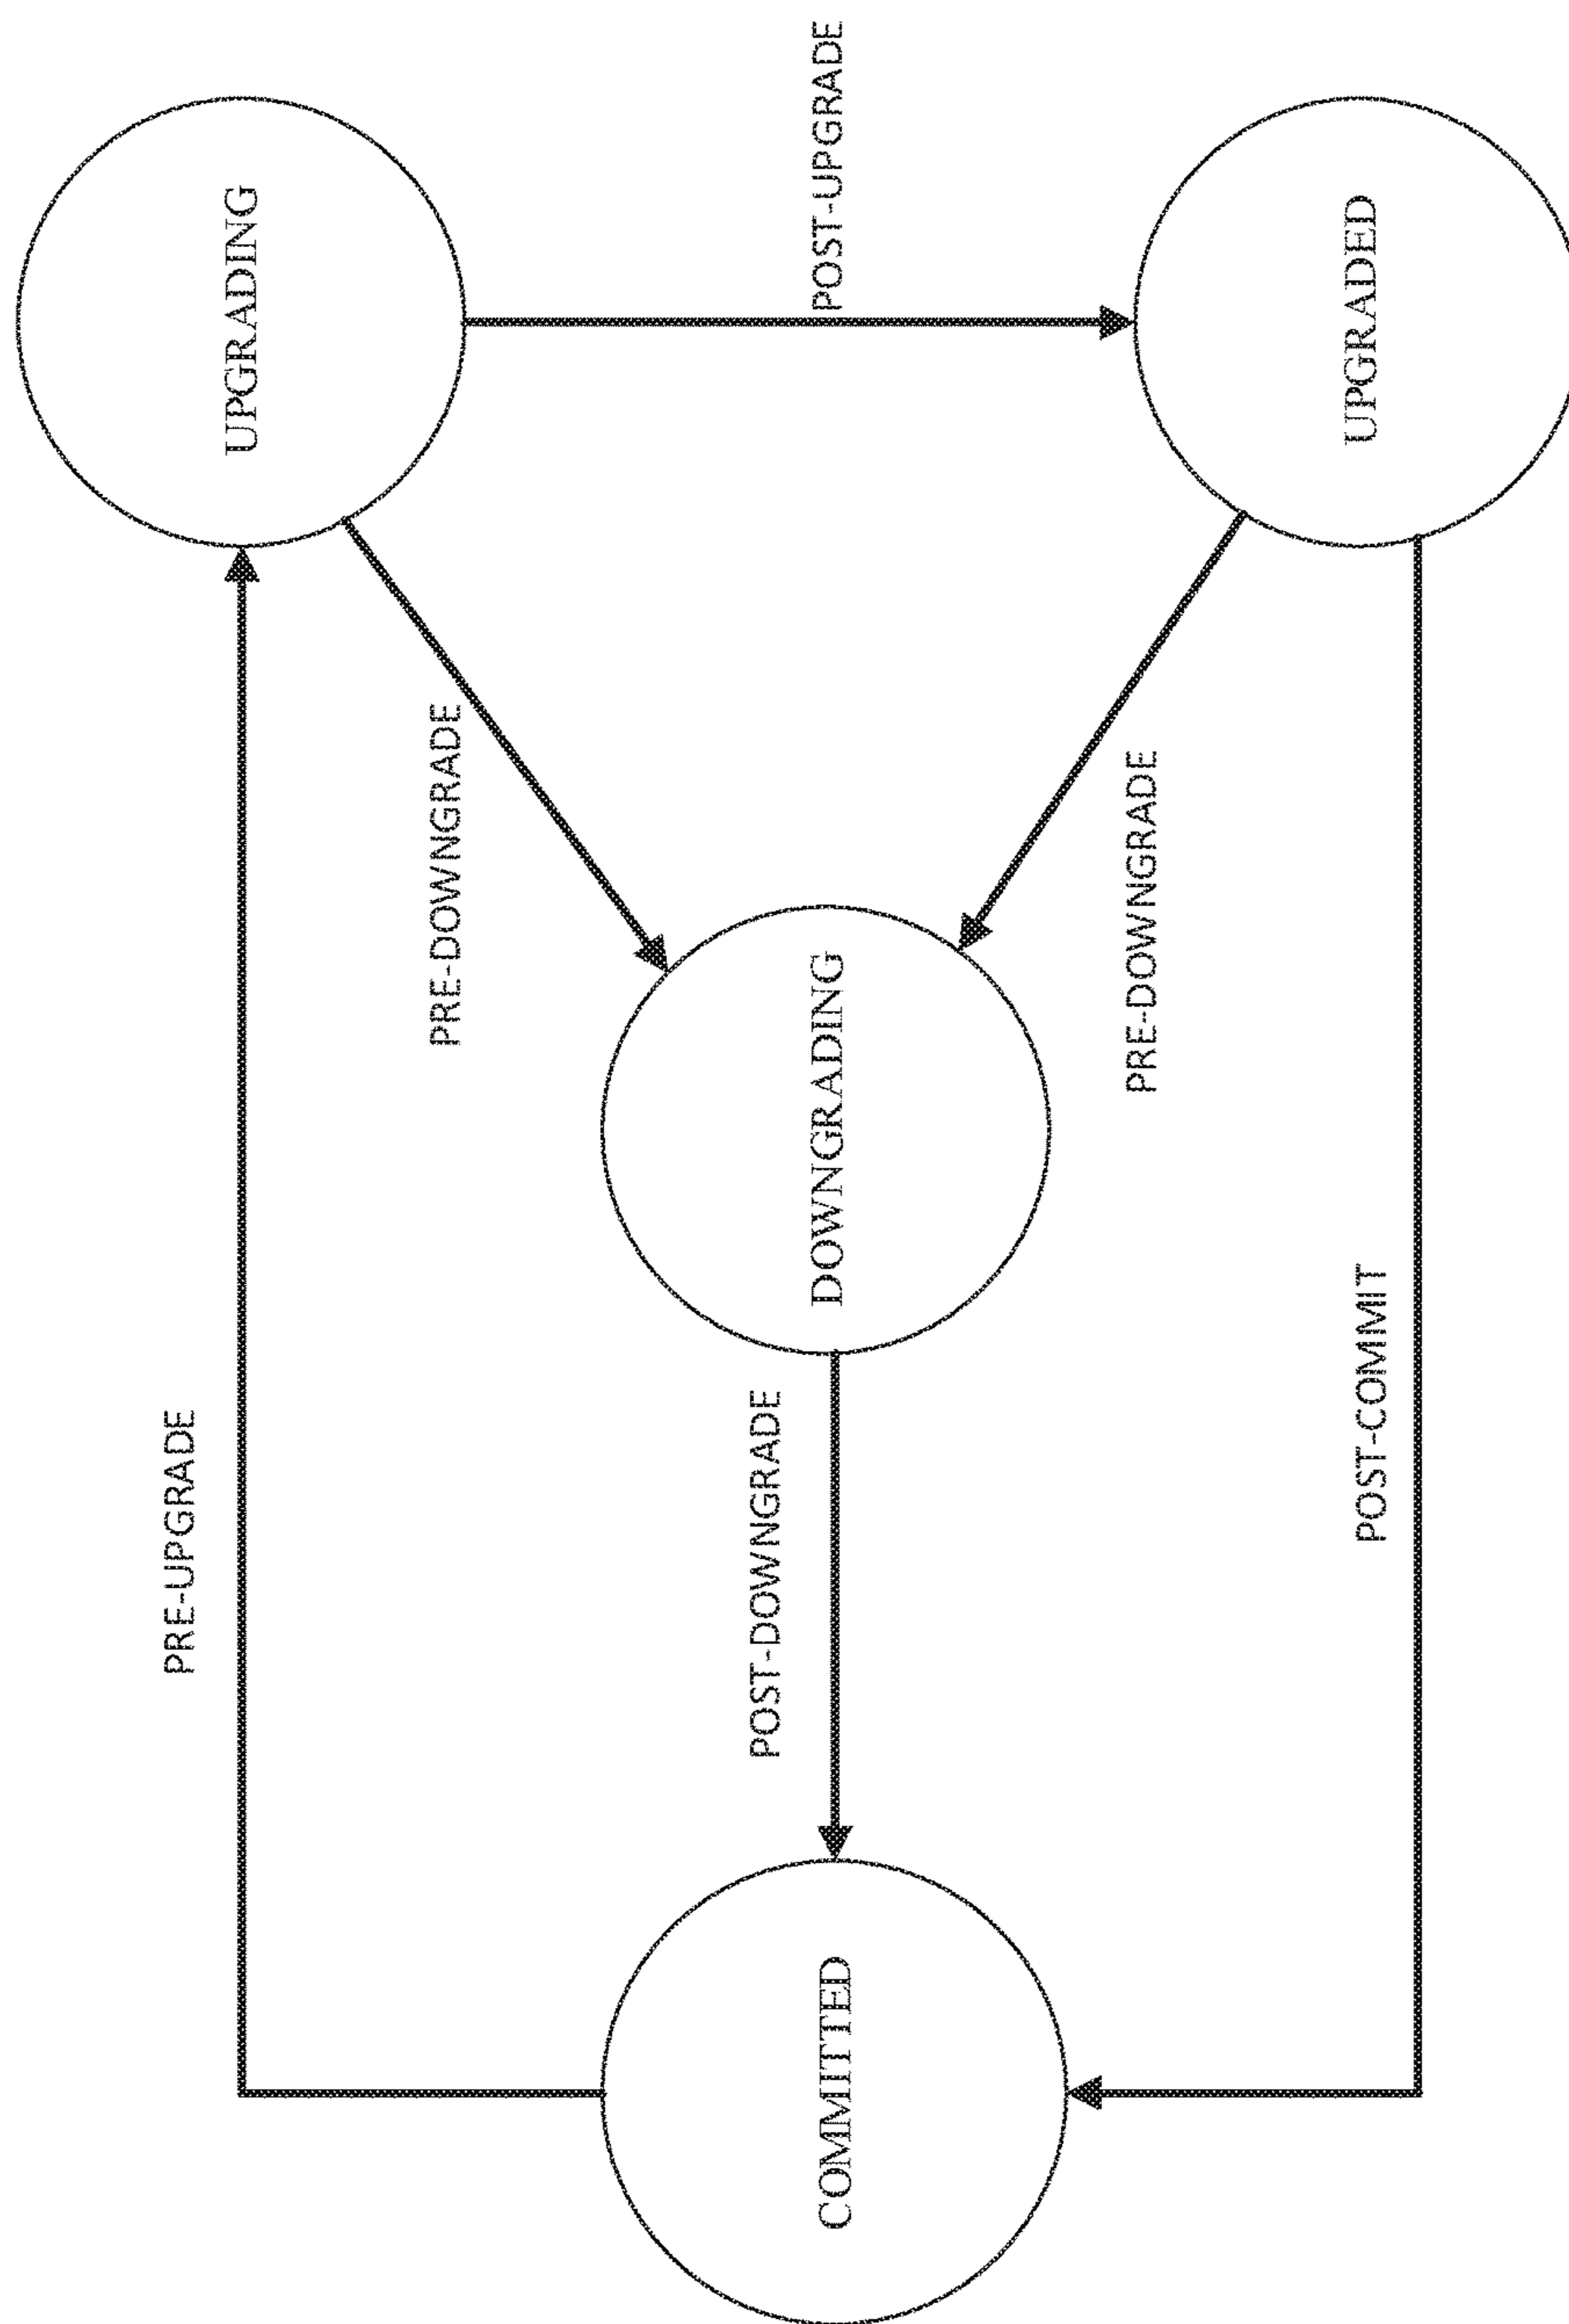 PRE-UPGRADE
UPGRADING
PRE-DOWNGRADE
COMMITTED
POST-DOWNGRADE
DOWNGRADING
POST-UPGRADE
PRE-DOWNGRADE
POST-COMMIT
UPGRADED